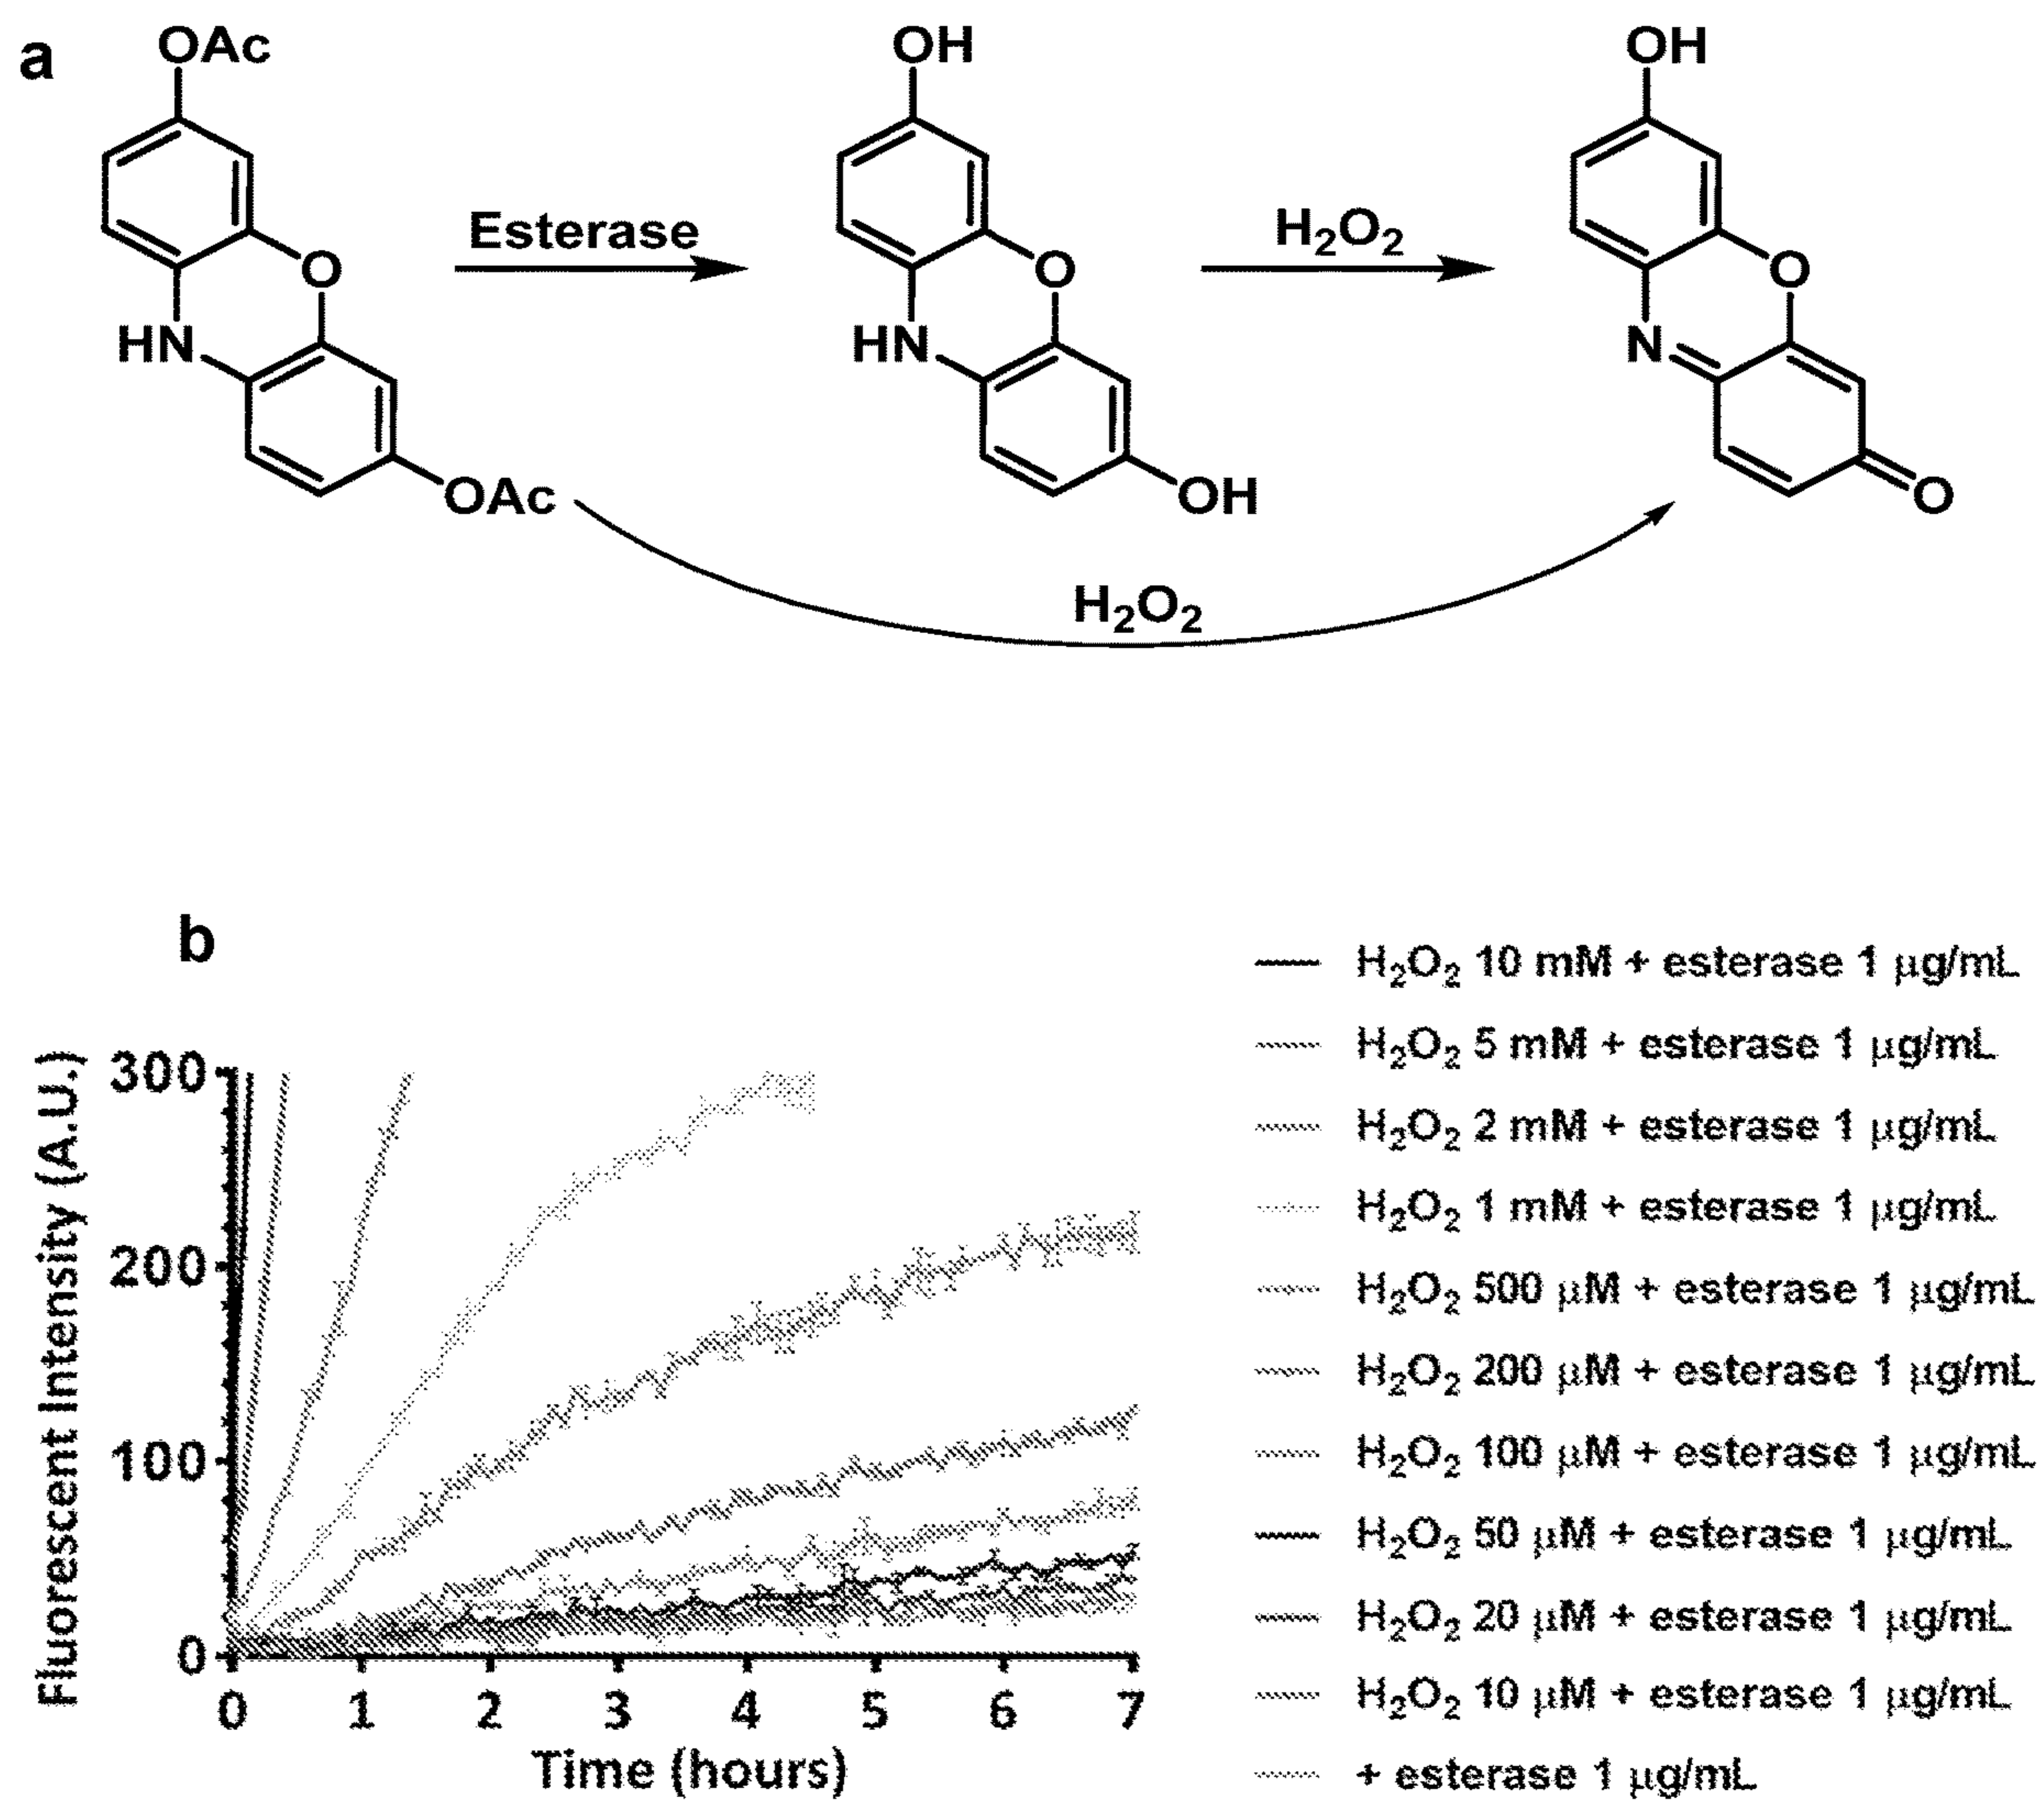 a
OAc
O
HN
OAc
Esterase
OH
O
HN
OH
H₂O₂
OH
O
N
O
H₂O₂
b
Fluorescent Intensity (A.U.)
300
200
100
0
0 1 2 3 4 5 6 7
Time (hours)
H₂O₂ 10 mM + esterase 1 μg/mL
H₂O₂ 5 mM + esterase 1 μg/mL
H₂O₂ 2 mM + esterase 1 μg/mL
H₂O₂ 1 mM + esterase 1 μg/mL
H₂O₂ 500 μM + esterase 1 μg/mL
H₂O₂ 200 μM + esterase 1 μg/mL
H₂O₂ 100 μM + esterase 1 μg/mL
H₂O₂ 50 μM + esterase 1 μg/mL
H₂O₂ 20 μM + esterase 1 μg/mL
H₂O₂ 10 μM + esterase 1 μg/mL
+ esterase 1 μg/mL